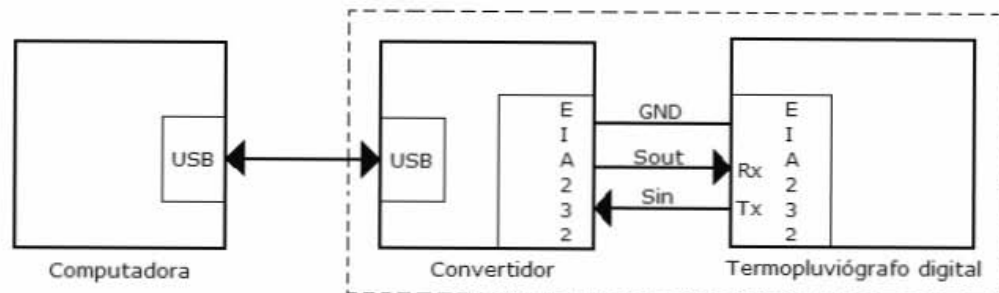 USB
Computadora
USB
E
I
A
2
3
2
Convertidor
GND
Sout
Sin
Rx
Tx
E
I
A
2
3
2
Termopluviógrafo digital